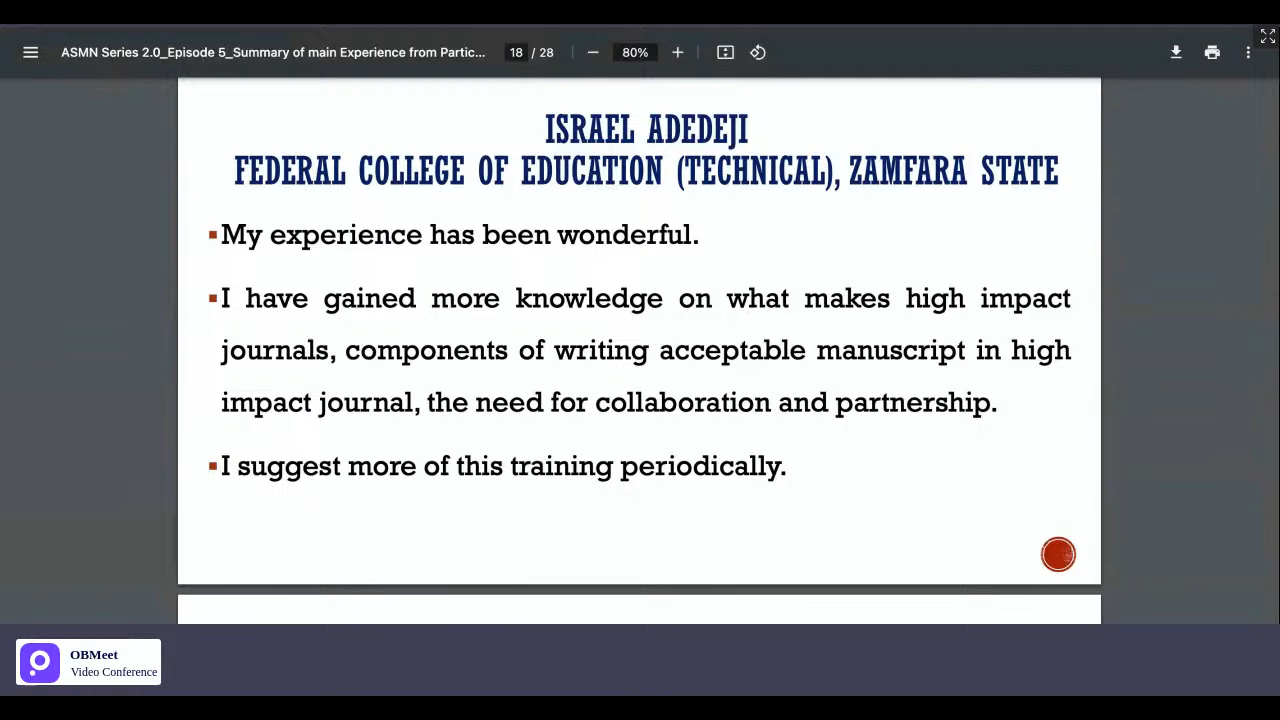 ASMN Series 2.0_Episode 5_Summary of main Experience from Partic...
18 / 28
80%
ISRAEL ADEDEJI
FEDERAL COLLEGE OF EDUCATION (TECHNICAL), ZAMFARA STATE
My experience has been wonderful.
I have gained more knowledge on what makes high impact
journals, components of writing acceptable manuscript in high
impact journal, the need for collaboration and partnership.
I suggest more of this training periodically.
OBMeet
Video Conference